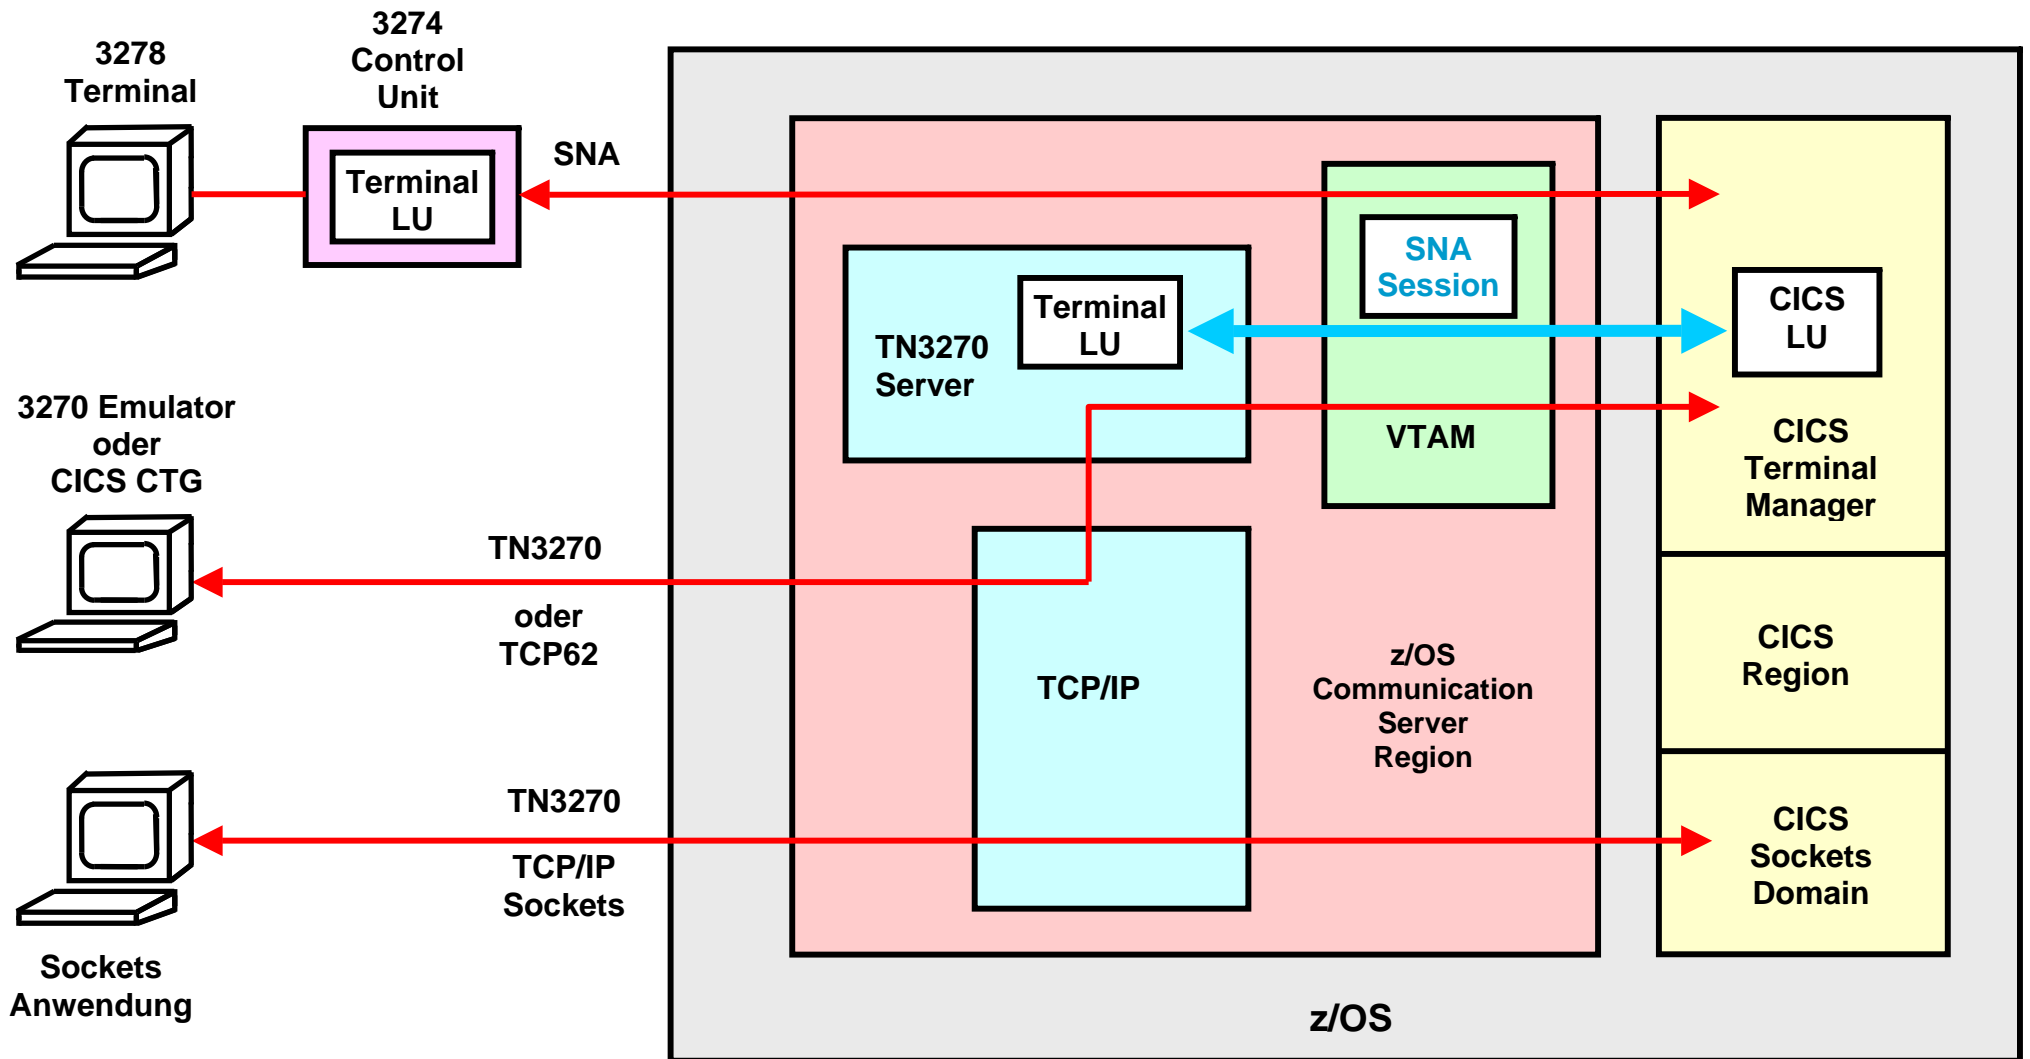 3278
Terminal
3274
Control
Unit
Terminal
LU
SNA
SNA
Session
Terminal
LU
TN3270
Server
CICS
LU
VTAM
CICS
Terminal
Manager
3270 Emulator
oder
CICS CTG
TN3270
oder
TCP62
TCP/IP
z/OS
Communication
Server
Region
CICS
Region
TN3270
TCP/IP
Sockets
CICS
Sockets
Domain
Sockets
Anwendung
z/OS